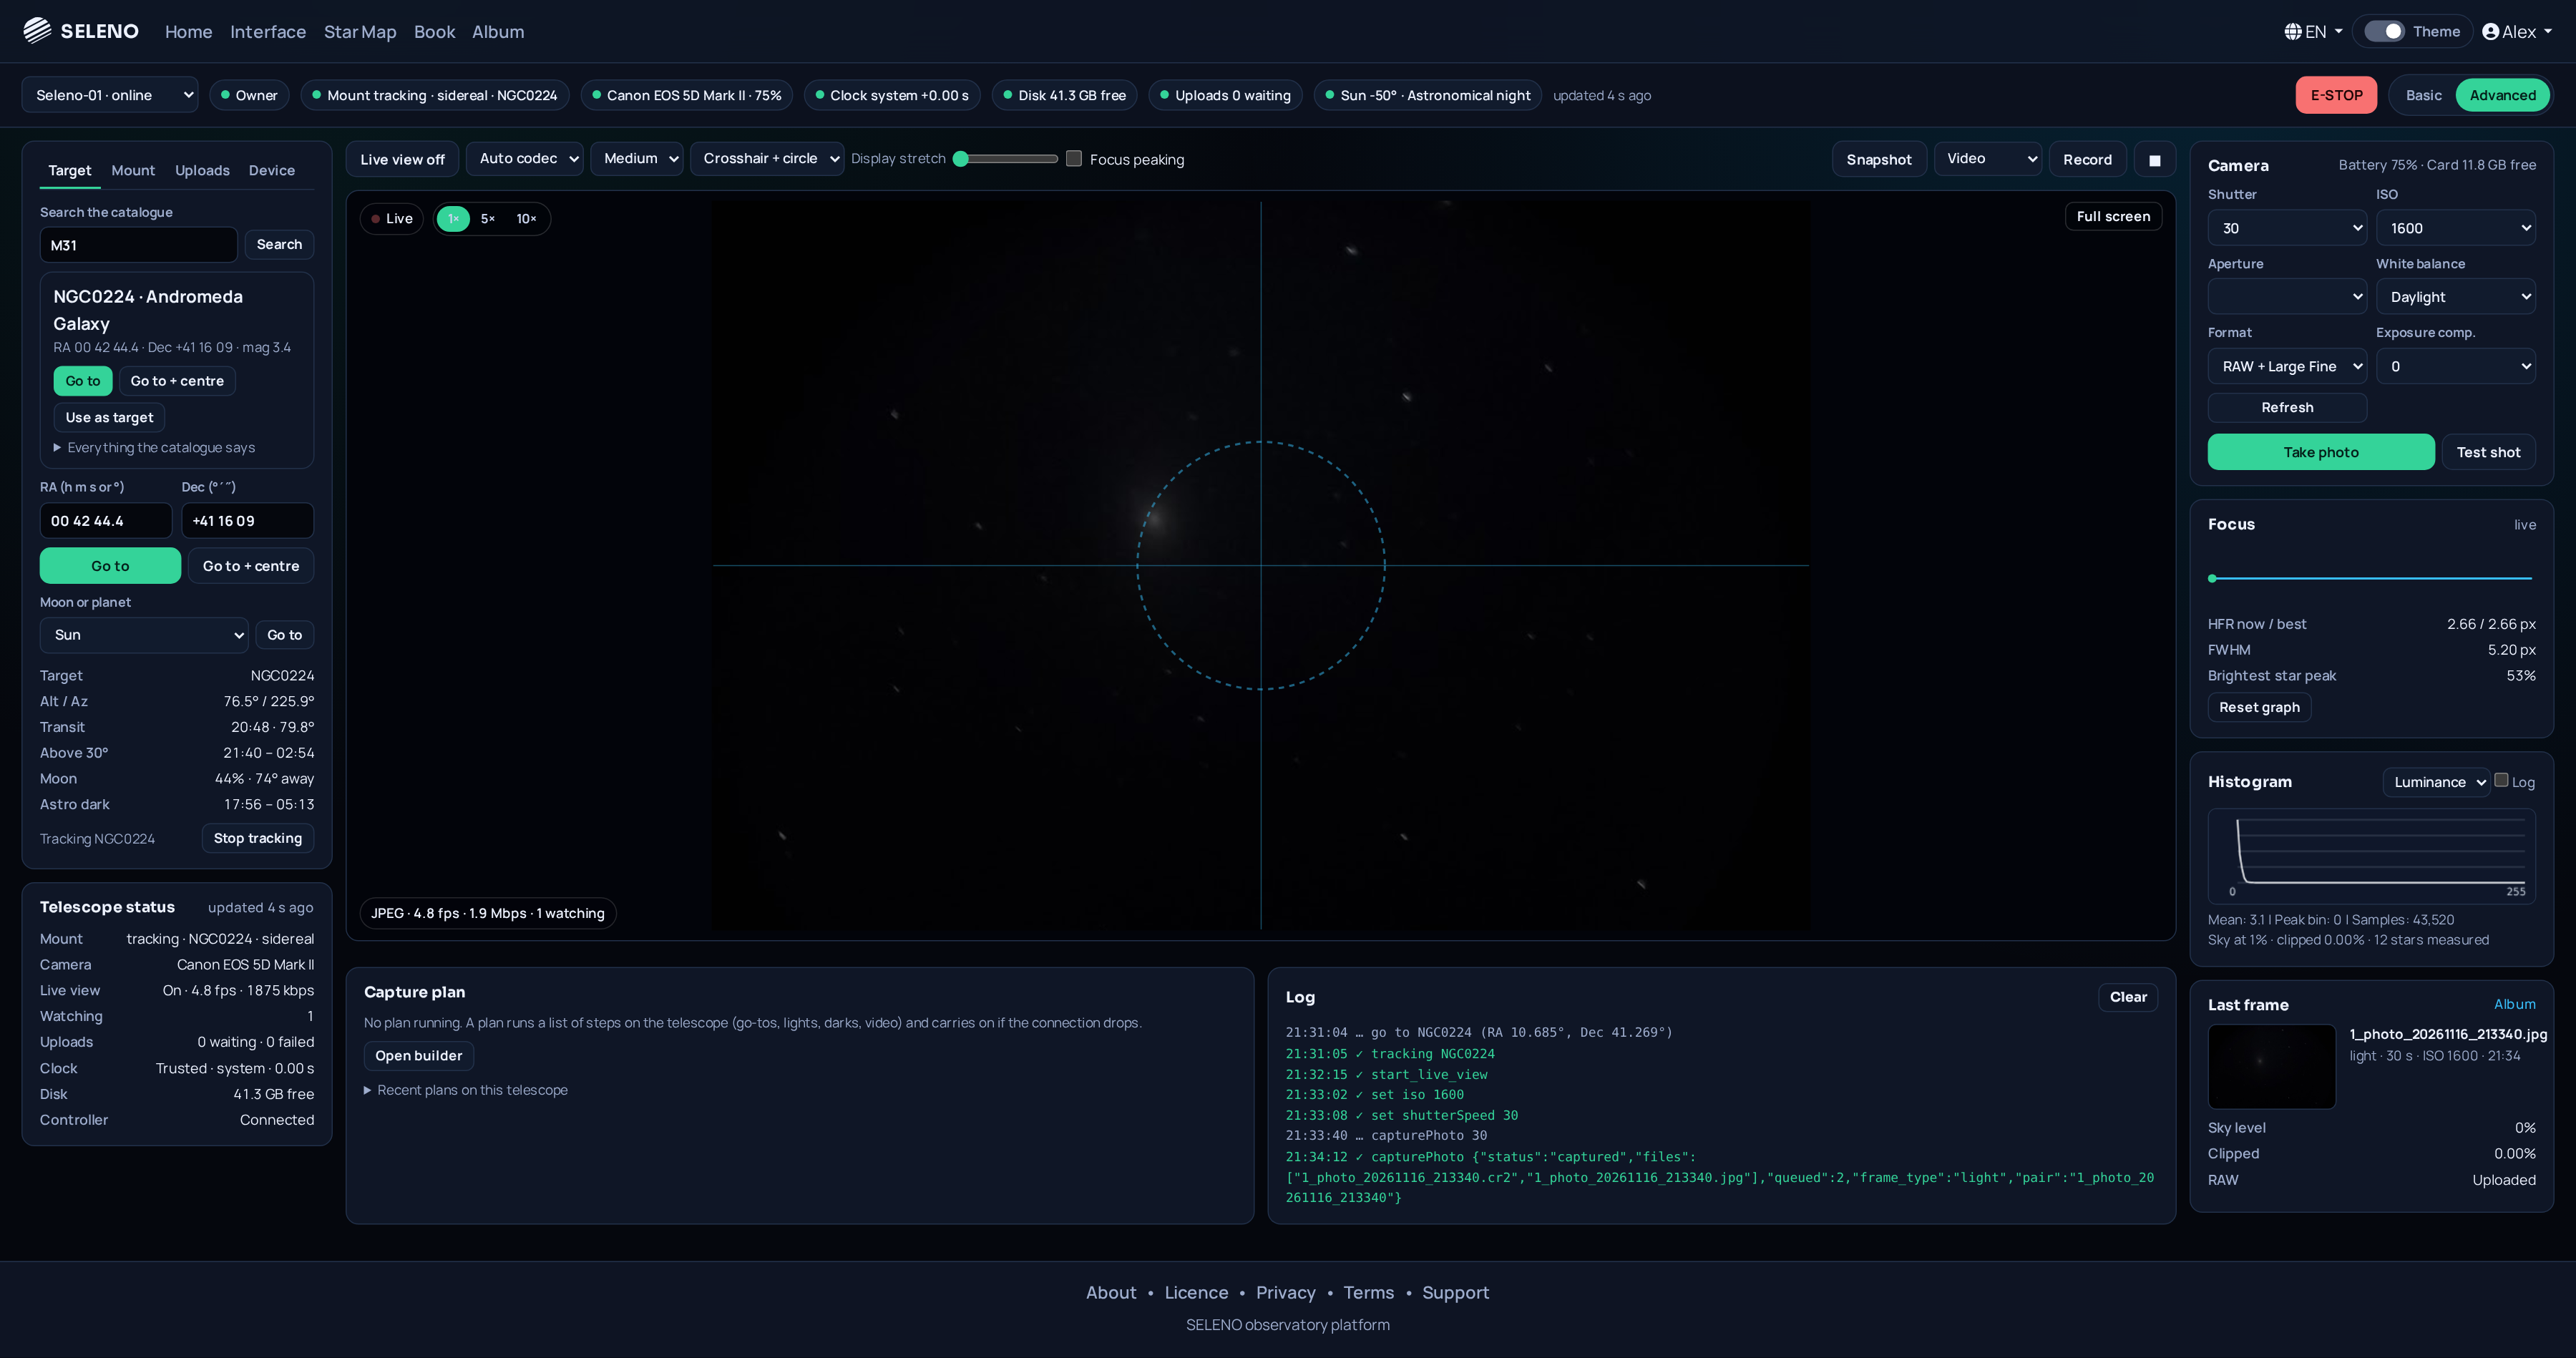 SELENO Home Interface Star Map Book Album EN Theme Alex
Seleno-01 · online Owner Mount tracking · sidereal · NGC0224 Canon EOS 5D Mark II · 75% Clock system +0.00 s Disk 41.3 GB free Uploads 0 waiting Sun -50° · Astronomical night updated 4 s ago E-STOP Basic Advanced
Target Mount Uploads Device
Search the catalogue
M31 Search
NGC0224 · Andromeda
Galaxy
RA 00 42 44.4 · Dec +41 16 09 · mag 3.4
Go to Go to + centre
Use as target
Everything the catalogue says
RA (h m s or °) Dec (° ′ ″)
00 42 44.4 +41 16 09
Go to Go to + centre
Moon or planet
Sun Go to
Target NGC0224
Alt / Az 76.5° / 225.9°
Transit 20:48 · 79.8°
Above 30° 21:40 – 02:54
Moon 44% · 74° away
Astro dark 17:56 – 05:13
Tracking NGC0224 Stop tracking
Telescope status updated 4 s ago
Mount tracking · NGC0224 · sidereal
Camera Canon EOS 5D Mark II
Live view On · 4.8 fps · 1875 kbps
Watching 1
Uploads 0 waiting · 0 failed
Clock Trusted · system · 0.00 s
Disk 41.3 GB free
Controller Connected
Live view off Auto codec Medium Crosshair + circle Display stretch Focus peaking Snapshot Video Record
Live 1× 5× 10× Full screen
JPEG · 4.8 fps · 1.9 Mbps · 1 watching
Capture plan
No plan running. A plan runs a list of steps on the telescope (go-tos, lights, darks, video) and carries on if the connection drops.
Open builder
Recent plans on this telescope
Log Clear
21:31:04 … go to NGC0224 (RA 10.685°, Dec 41.269°)
21:31:05 ✓ tracking NGC0224
21:32:15 ✓ start_live_view
21:33:02 ✓ set iso 1600
21:33:08 ✓ set shutterSpeed 30
21:33:40 … capturePhoto 30
21:34:12 ✓ capturePhoto {"status":"captured","files":
["1_photo_20261116_213340.cr2","1_photo_20261116_213340.jpg"],"queued":2,"frame_type":"light","pair":"1_photo_20
261116_213340"}
Camera Battery 75% · Card 11.8 GB free
Shutter ISO
30 1600
Aperture White balance
Daylight
Format Exposure comp.
RAW + Large Fine 0
Refresh
Take photo Test shot
Focus live
HFR now / best 2.66 / 2.66 px
FWHM 5.20 px
Brightest star peak 53%
Reset graph
Histogram Luminance Log
0 255
Mean: 3.1 | Peak bin: 0 | Samples: 43,520
Sky at 1% · clipped 0.00% · 12 stars measured
Last frame Album
1_photo_20261116_213340.jpg
light · 30 s · ISO 1600 · 21:34
Sky level 0%
Clipped 0.00%
RAW Uploaded
About • Licence • Privacy • Terms • Support
SELENO observatory platform